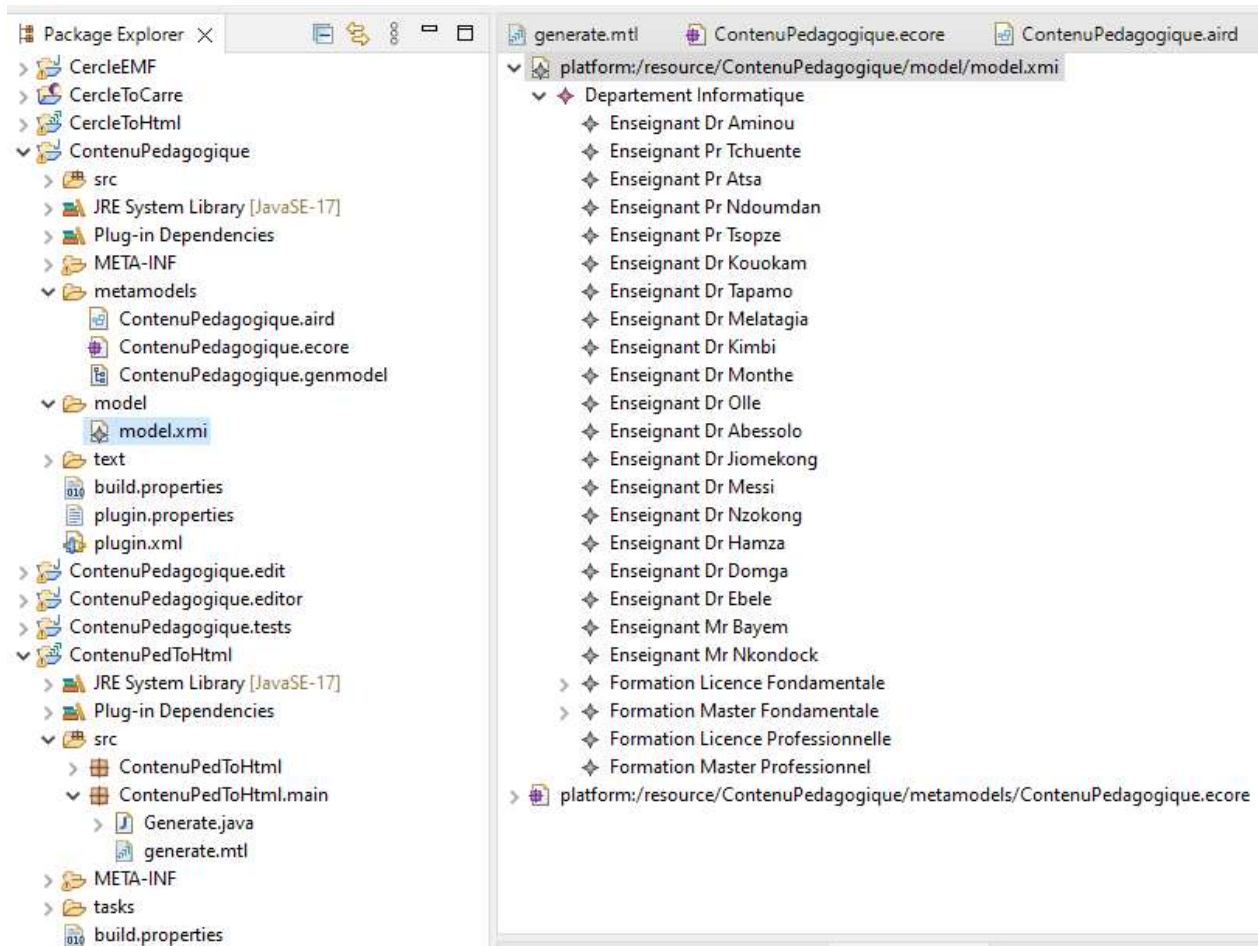 Package Explorer
CercleEMF
CercleToCarre
CercleToHtml
ContenuPedagogique
src
JRE System Library [JavaSE-17]
Plug-in Dependencies
META-INF
metamodels
ContenuPedagogique.aird
ContenuPedagogique.ecore
ContenuPedagogique.genmodel
model
model.xmi
text
build.properties
plugin.properties
plugin.xml
ContenuPedagogique.edit
ContenuPedagogique.editor
ContenuPedagogique.tests
ContenuPedToHtml
JRE System Library [JavaSE-17]
Plug-in Dependencies
src
ContenuPedToHtml
ContenuPedToHtml.main
Generate.java
generate.mtl
META-INF
tasks
build.properties
generate.mtl ContenuPedagogique.ecore ContenuPedagogique.aird
platform:/resource/ContenuPedagogique/model/model.xmi
Departement Informatique
Enseignant Dr Aminou
Enseignant Pr Tchuente
Enseignant Pr Atsa
Enseignant Pr Ndoumdan
Enseignant Pr Tsopze
Enseignant Dr Kouokam
Enseignant Dr Tapamo
Enseignant Dr Melatagia
Enseignant Dr Kimbi
Enseignant Dr Monthe
Enseignant Dr Olle
Enseignant Dr Abessolo
Enseignant Dr Jiomekong
Enseignant Dr Messi
Enseignant Dr Nzokong
Enseignant Dr Hamza
Enseignant Dr Domga
Enseignant Dr Ebele
Enseignant Mr Bayem
Enseignant Mr Nkondock
Formation Licence Fondamentale
Formation Master Fondamentale
Formation Licence Professionnelle
Formation Master Professionnel
platform:/resource/ContenuPedagogique/metamodels/ContenuPedagogique.ecore